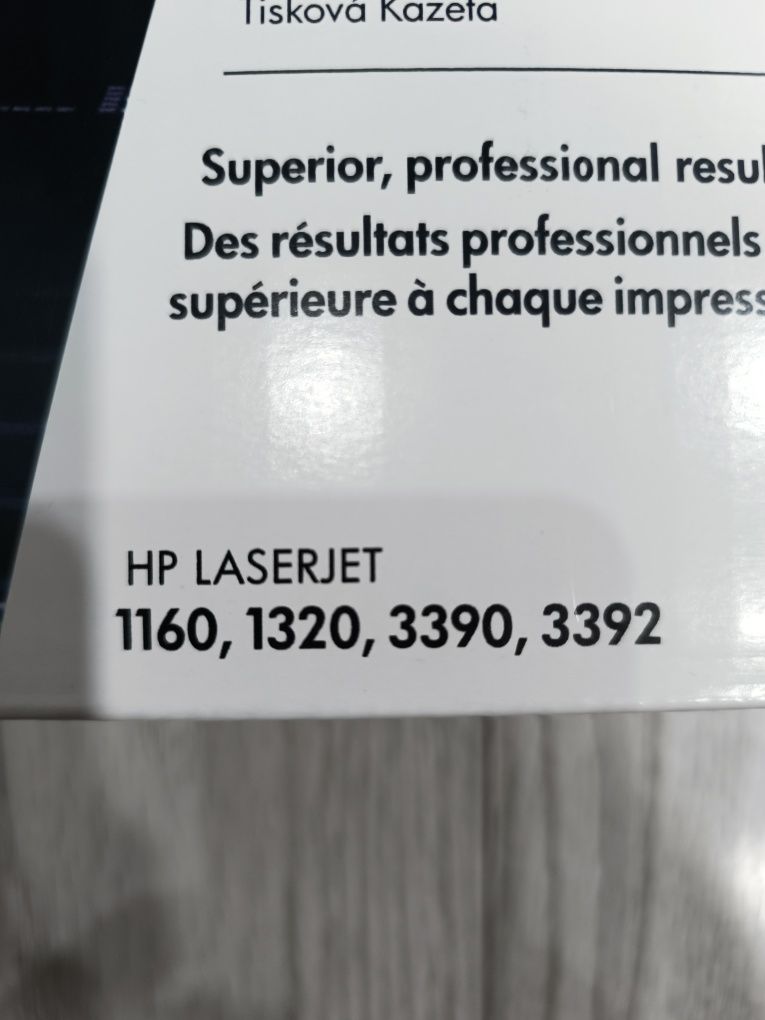 Tisková Kazeta
Superior, professional resul
Des résultats professionnels
supérieure à chaque impress
HP LASERJET
1160, 1320, 3390, 3392